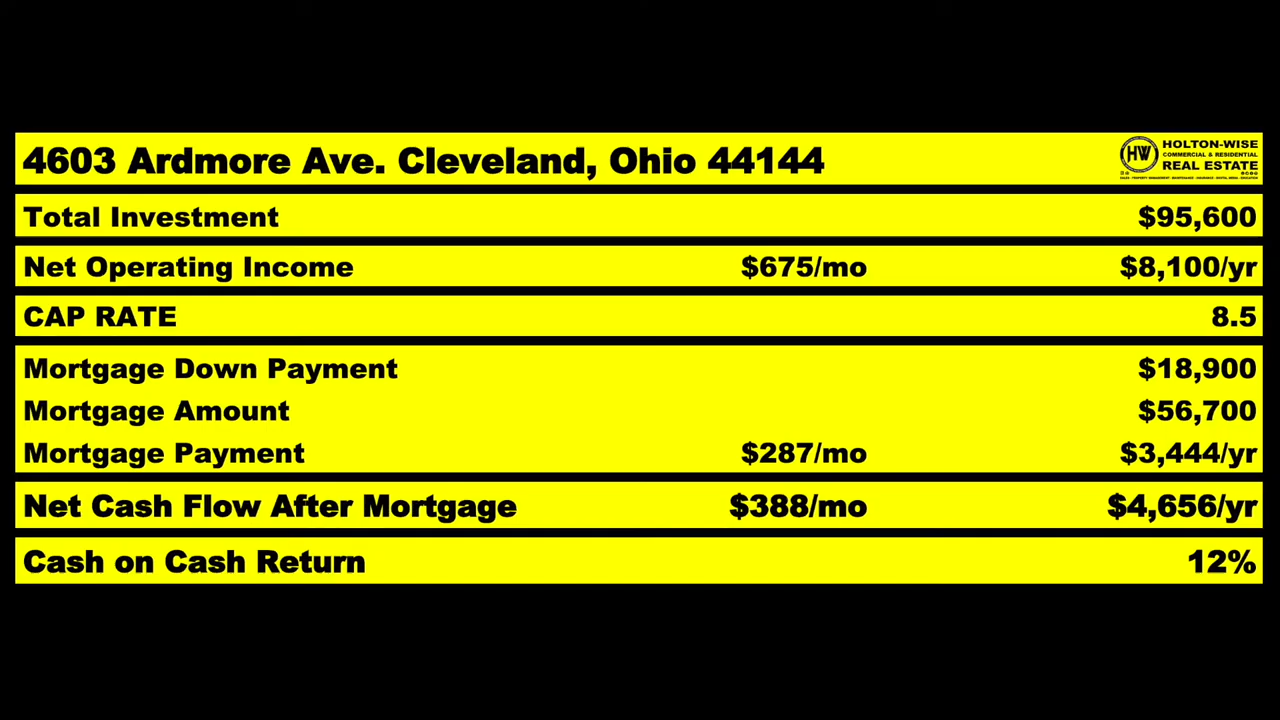 4603 Ardmore Ave. Cleveland, Ohio 44144
HW
HOLTON-WISE
COMMERCIAL & RESIDENTIAL
REAL ESTATE
Total Investment $95,600
Net Operating Income $675/mo $8,100/yr
CAP RATE 8.5
Mortgage Down Payment $18,900
Mortgage Amount $56,700
Mortgage Payment $287/mo $3,444/yr
Net Cash Flow After Mortgage $388/mo $4,656/yr
Cash on Cash Return 12%